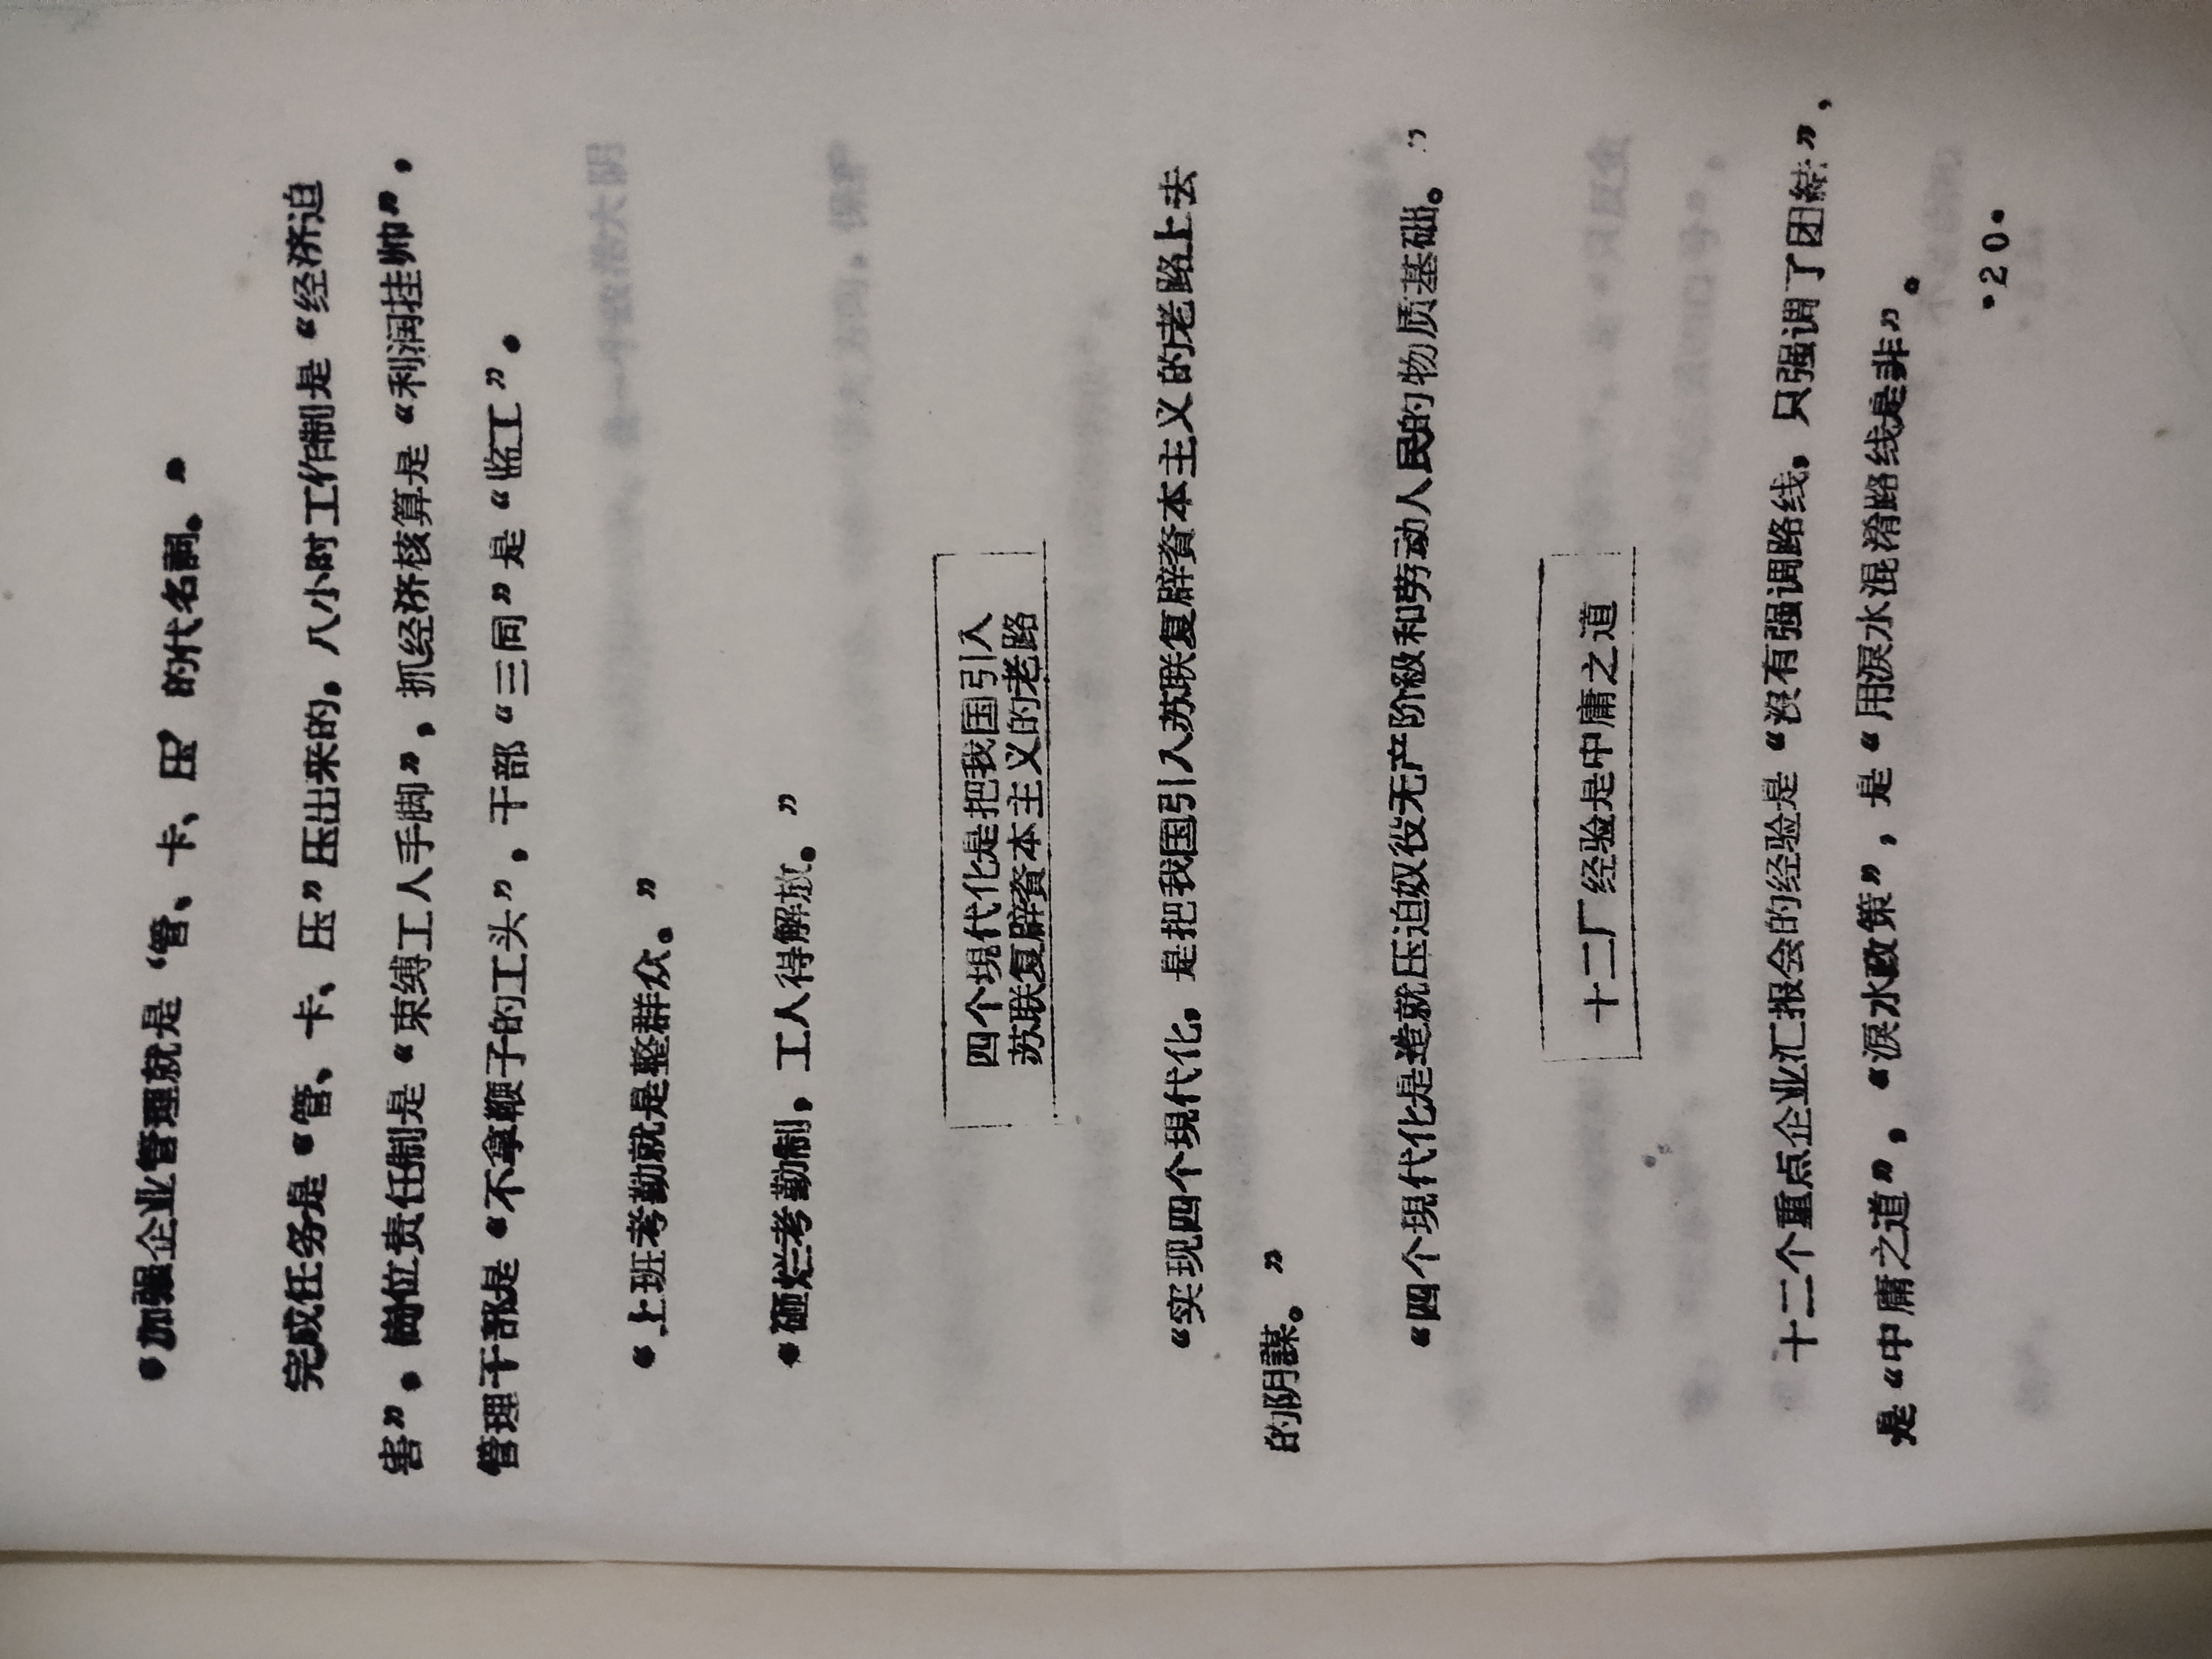 “加强企业管理就是‘管、卡、压’的代名词。”
完成任务是“管、卡、压”压出来的，八小时工作制是“经济迫
害”，岗位责任制是“束缚工人手脚”，抓经济核算是“利润挂帅”，
管理干部是“不拿鞭子的工头”，干部“三同”是“监工”。
“上班考勤就是整群众。”
“砸烂考勤制，工人得解放。”
四个現代化是把我国引入
苏联复辟資本主义的老路
“实现四个現代化，是把我国引入苏联复辟資本主义的老路上去
的阴謀。”
“四个現代化是造就压迫奴役无产阶級和劳动人民的物质基础。”
十二厂经验是中庸之道
十二个重点企业汇报会的经验是“沒有强调路线，只强调了团結”，
是“中庸之道”，“淚水政策”，是“用淚水混淆路线是非”。
·20·